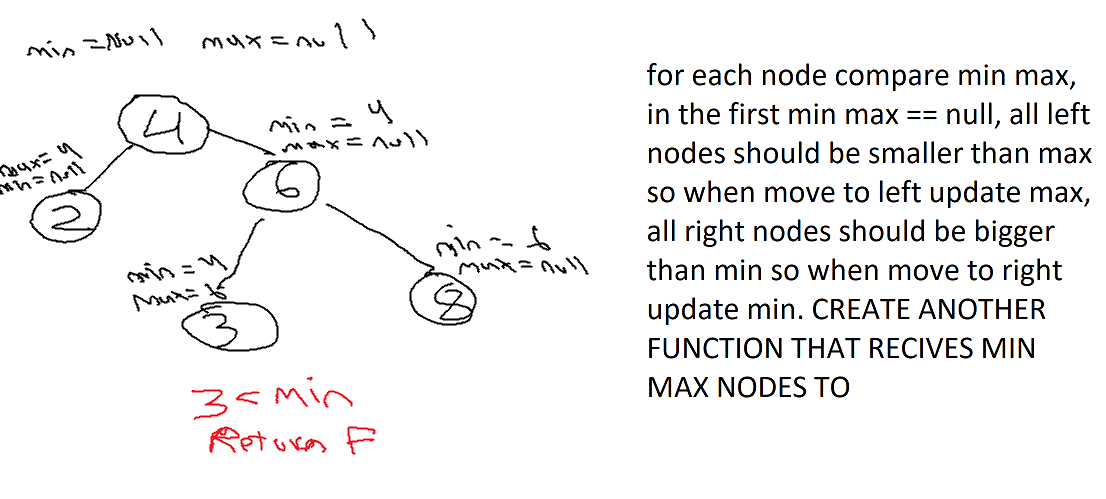 min = Null max = null
4
min = 4
max = null
max = 4
min = null
6
2
min = 6
max = null
min = 4
max = 6
8
3
3 < min
Return F
for each node compare min max,
in the first min max == null, all left
nodes should be smaller than max
so when move to left update max,
all right nodes should be bigger
than min so when move to right
update min. CREATE ANOTHER
FUNCTION THAT RECIVES MIN
MAX NODES TO